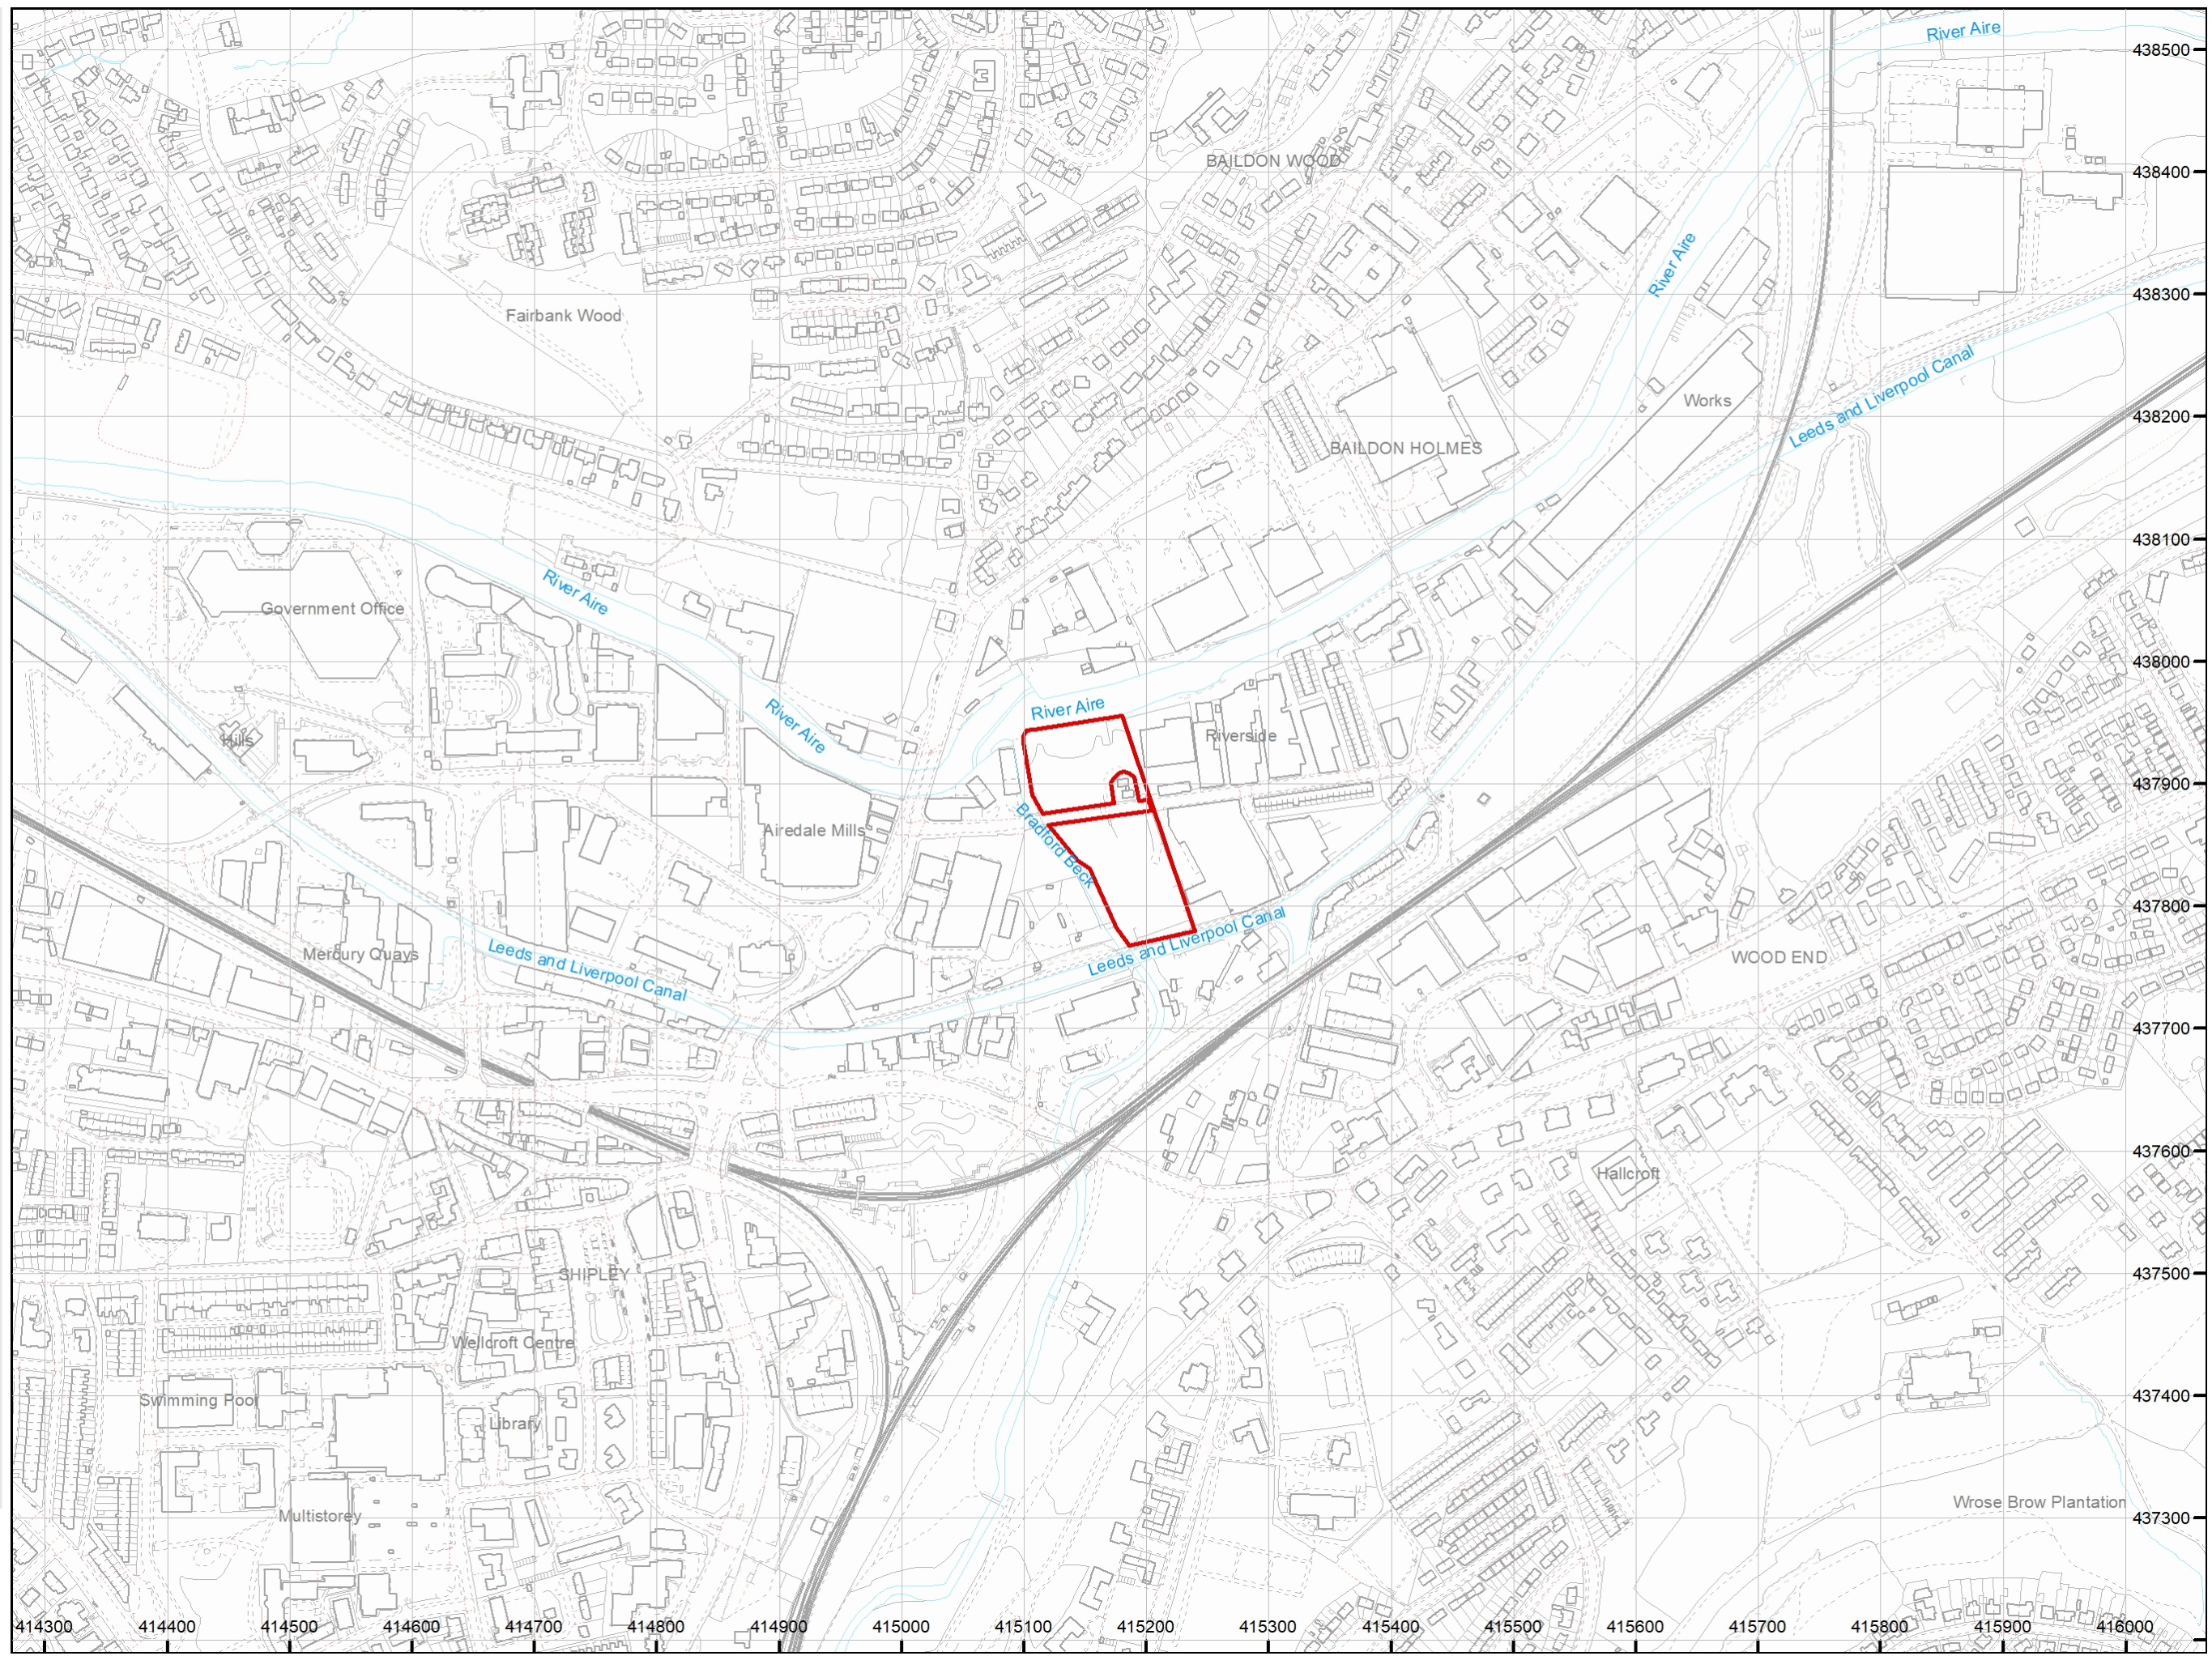 River Aire
438500
BAILDON WOOD
438400
River Aire
Fairbank Wood
438300
Leeds and Liverpool Canal
Works
438200
BAILDON HOLMES
438100
River Aire
Government Office
438000
River Aire
River Aire
Hills
Riverside
437900
Bradford Beck
Airedale Mills
437800
Leeds and Liverpool Canal
Mercury Quays
Leeds and Liverpool Canal
WOOD END
437700
437600
Hallcroft
SHIPLEY
437500
Wellcroft Centre
Swimming Pool
437400
Library
Multistorey
Wrose Brow Plantation
437300
414300 414400 414500 414600 414700 414800 414900 415000 415100 415200 415300 415400 415500 415600 415700 415800 415900 416000